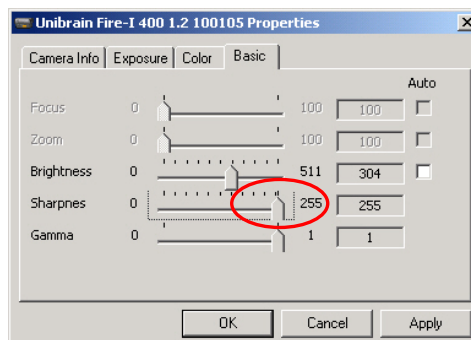 Unibrain Fire-I 400 1.2 100105 Properties
Camera Info Exposure Color Basic
Auto
Focus 0 100 100
Zoom 0 100 100
Brightness 0 511 304
Sharpnes 0 255 255
Gamma 0 1 1
OK Cancel Apply